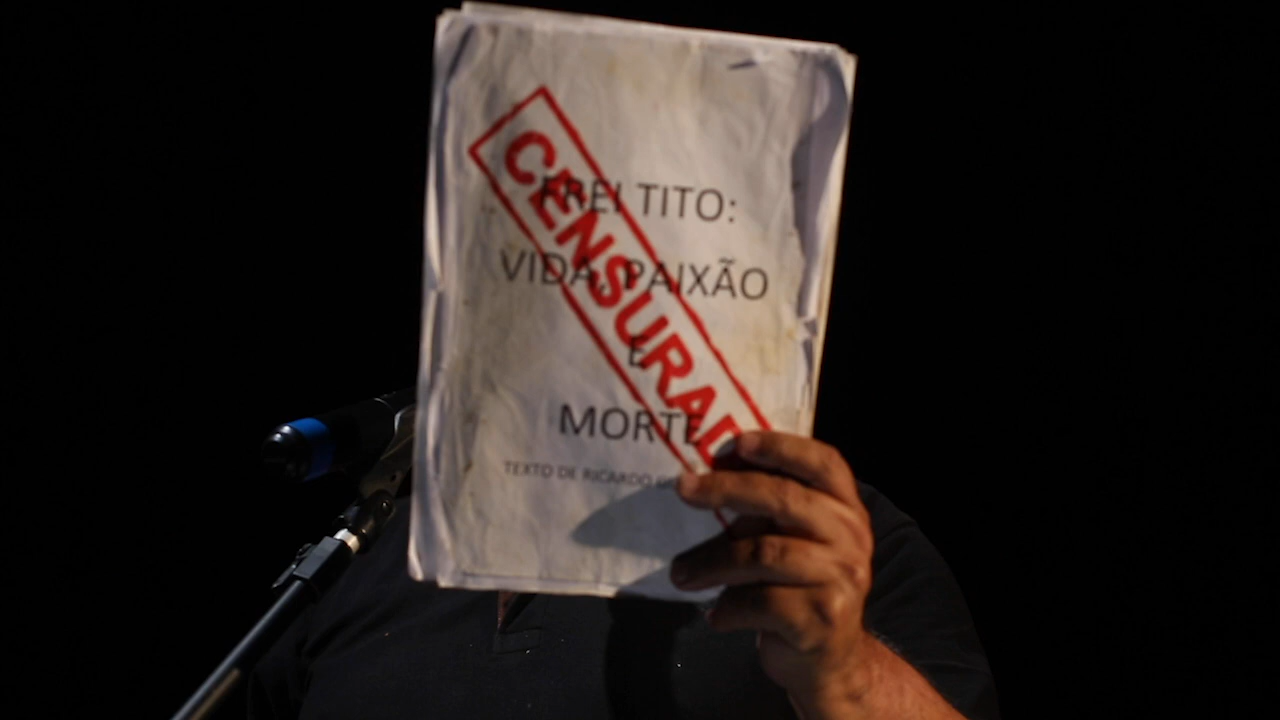 CENSURAD
FREI TITO:
VIDA, PAIXÃO
E
MORTE
TEXTO DE RICARDO